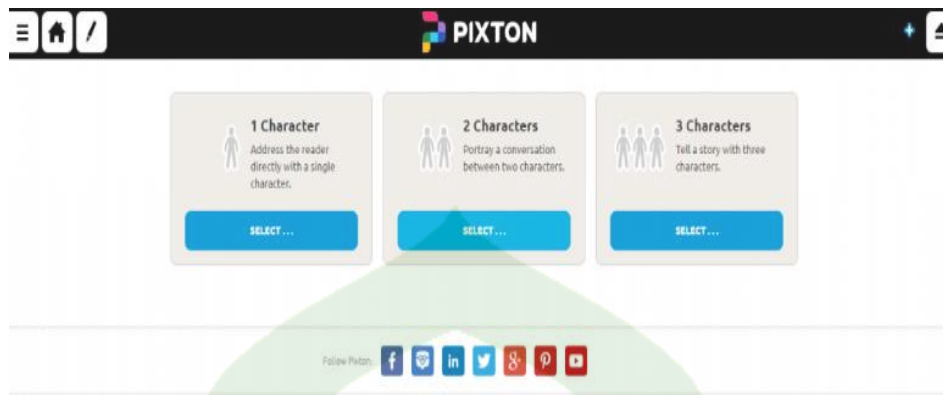 PIXTON
1 Character
Address the reader
directly with a single
character.
SELECT ...
2 Characters
Portray a conversation
between two characters.
SELECT ...
3 Characters
Tell a story with three
characters.
SELECT ...
Follow Pixton: